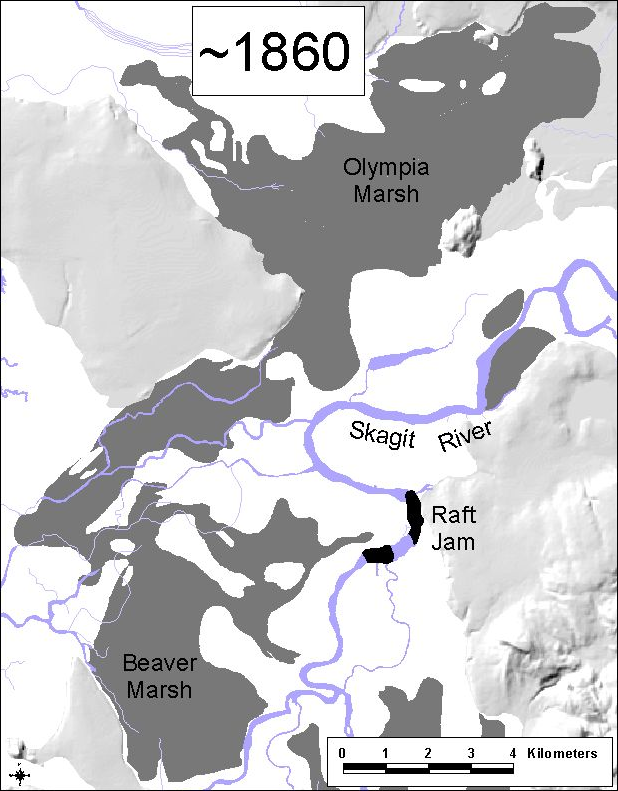 ~1860
Olympia
Marsh
Skagit River
Raft
Jam
Beaver
Marsh
0 1 2 3 4 Kilometers